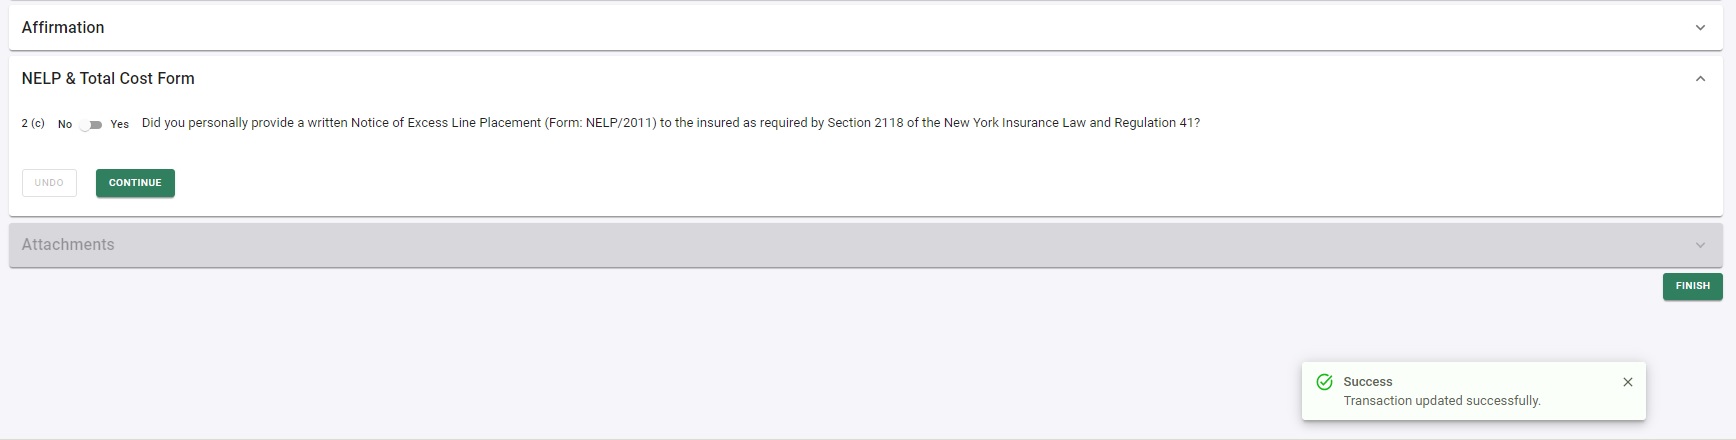 Affirmation
NELP & Total Cost Form
2 (c) No Yes Did you personally provide a written Notice of Excess Line Placement (Form: NELP/2011) to the insured as required by Section 2118 of the New York Insurance Law and Regulation 41?
UNDO CONTINUE
Attachments
FINISH
Success
Transaction updated successfully.